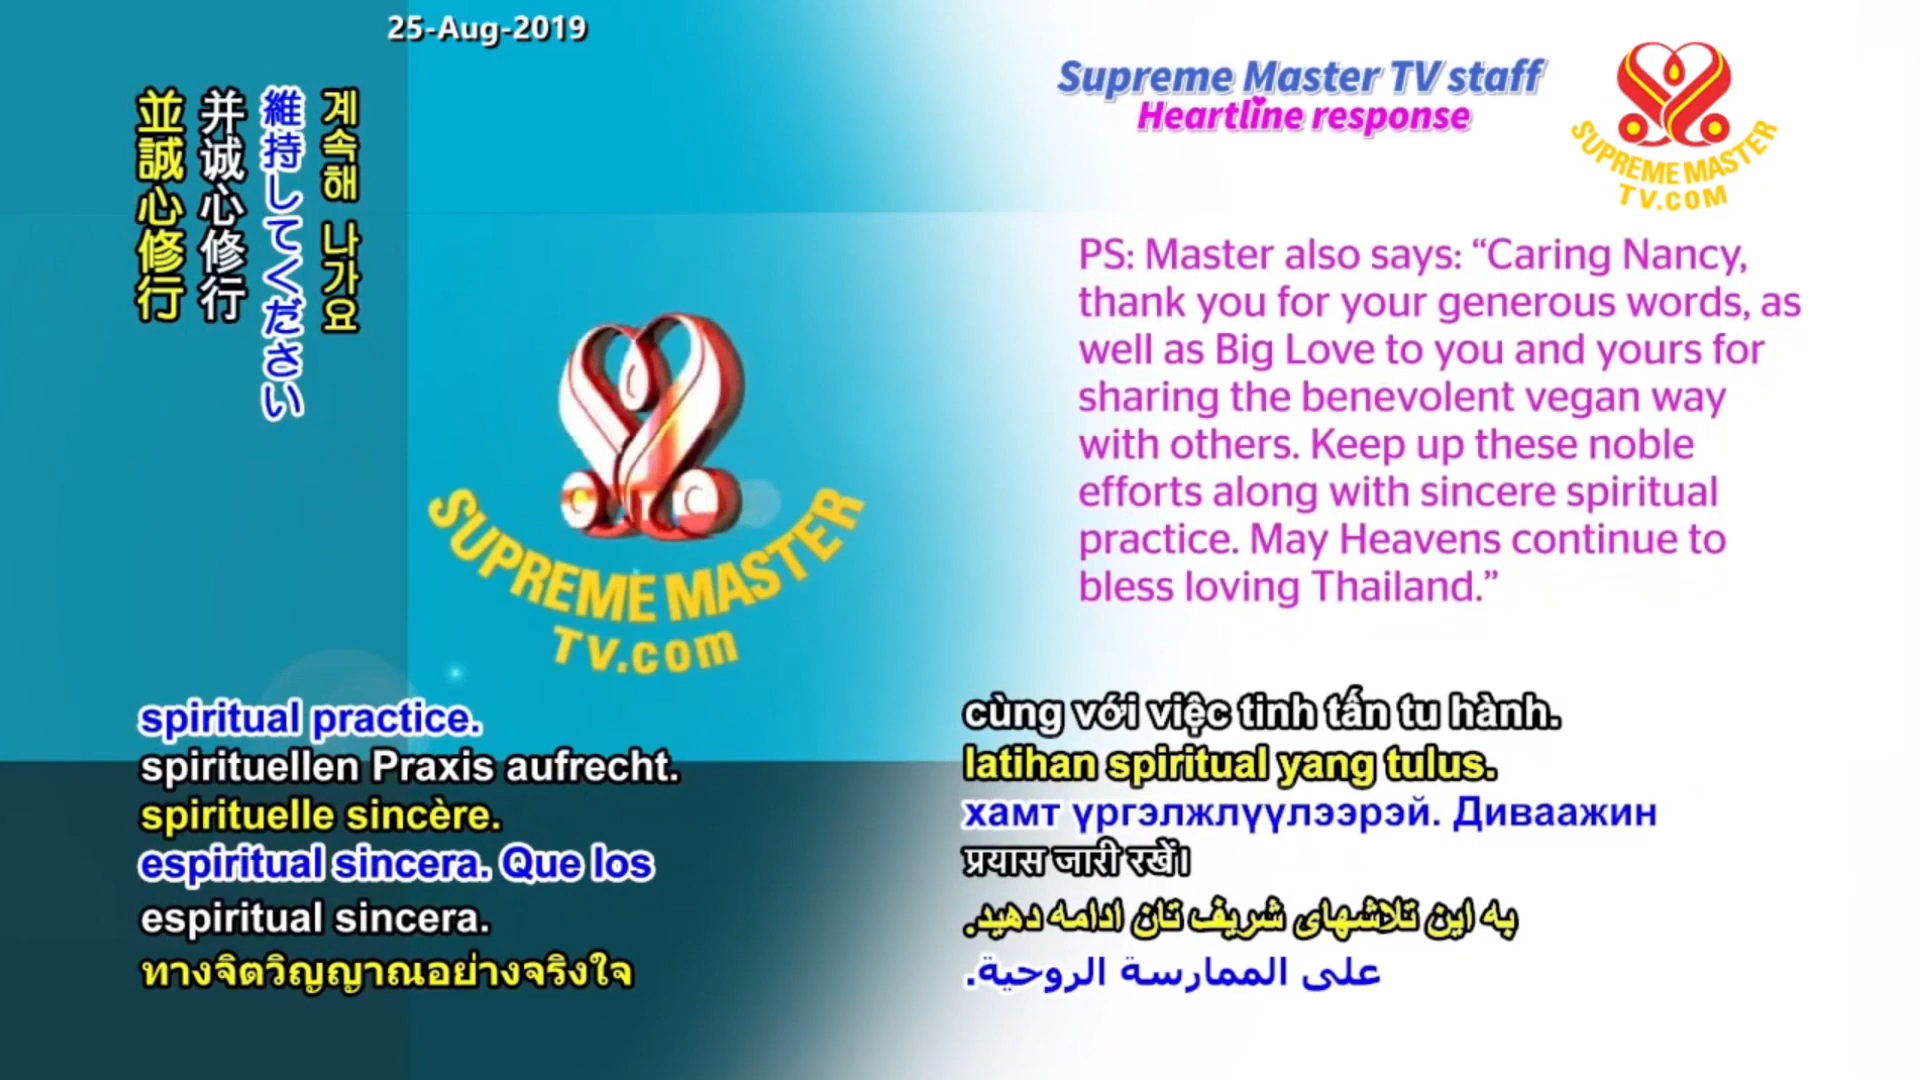 25-Aug-2019
並誠心修行
并诚心修行
維持してください
계속해 나가요
Supreme Master TV staff
Heartline response
SUPREME MASTER
TV.COM
PS: Master also says: “Caring Nancy,
thank you for your generous words, as
well as Big Love to you and yours for
sharing the benevolent vegan way
with others. Keep up these noble
efforts along with sincere spiritual
practice. May Heavens continue to
bless loving Thailand.”
SUPREME MASTER
TV.com
spiritual practice.
spirituellen Praxis aufrecht.
spirituelle sincère.
espiritual sincera. Que los
espiritual sincera.
ทางจิตวิญญาณอย่างจริงใจ
cùng với việc tinh tấn tu hành.
latihan spiritual yang tulus.
хамт үргэлжлүүлээрэй. Диваажин
प्रयास जारी रखें।
به این تلاشهای شریف تان ادامه دهید.
على الممارسة الروحية.